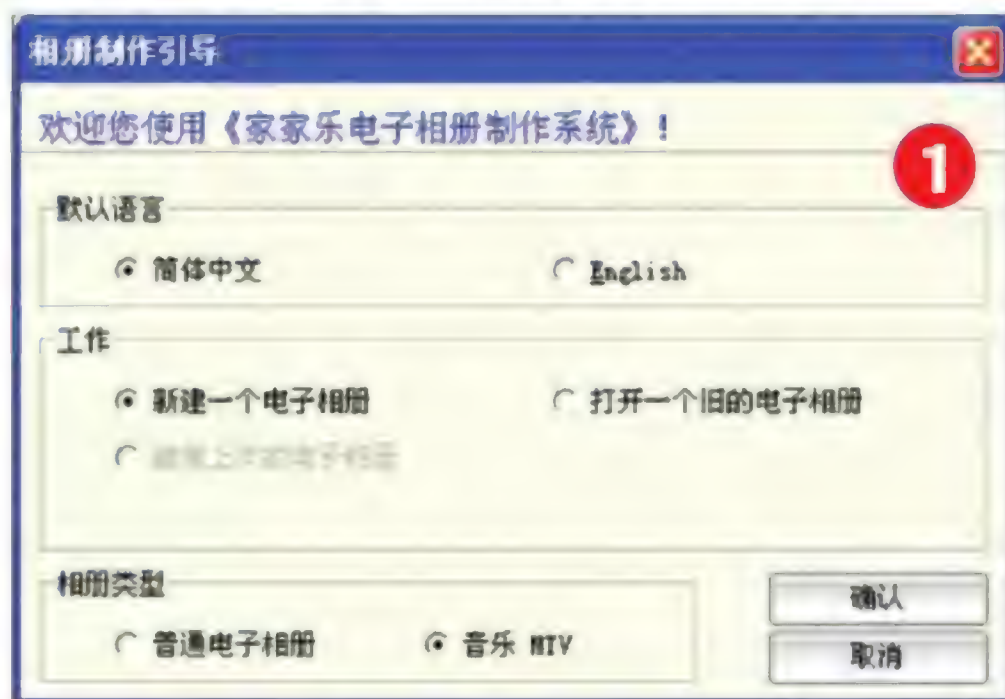 相册制作引导
欢迎您使用《家家乐电子相册制作系统》!
1
默认语言
简体中文 English
工作
新建一个电子相册 打开一个旧的电子相册
相册类型
普通电子相册 音乐 MTV
确认
取消